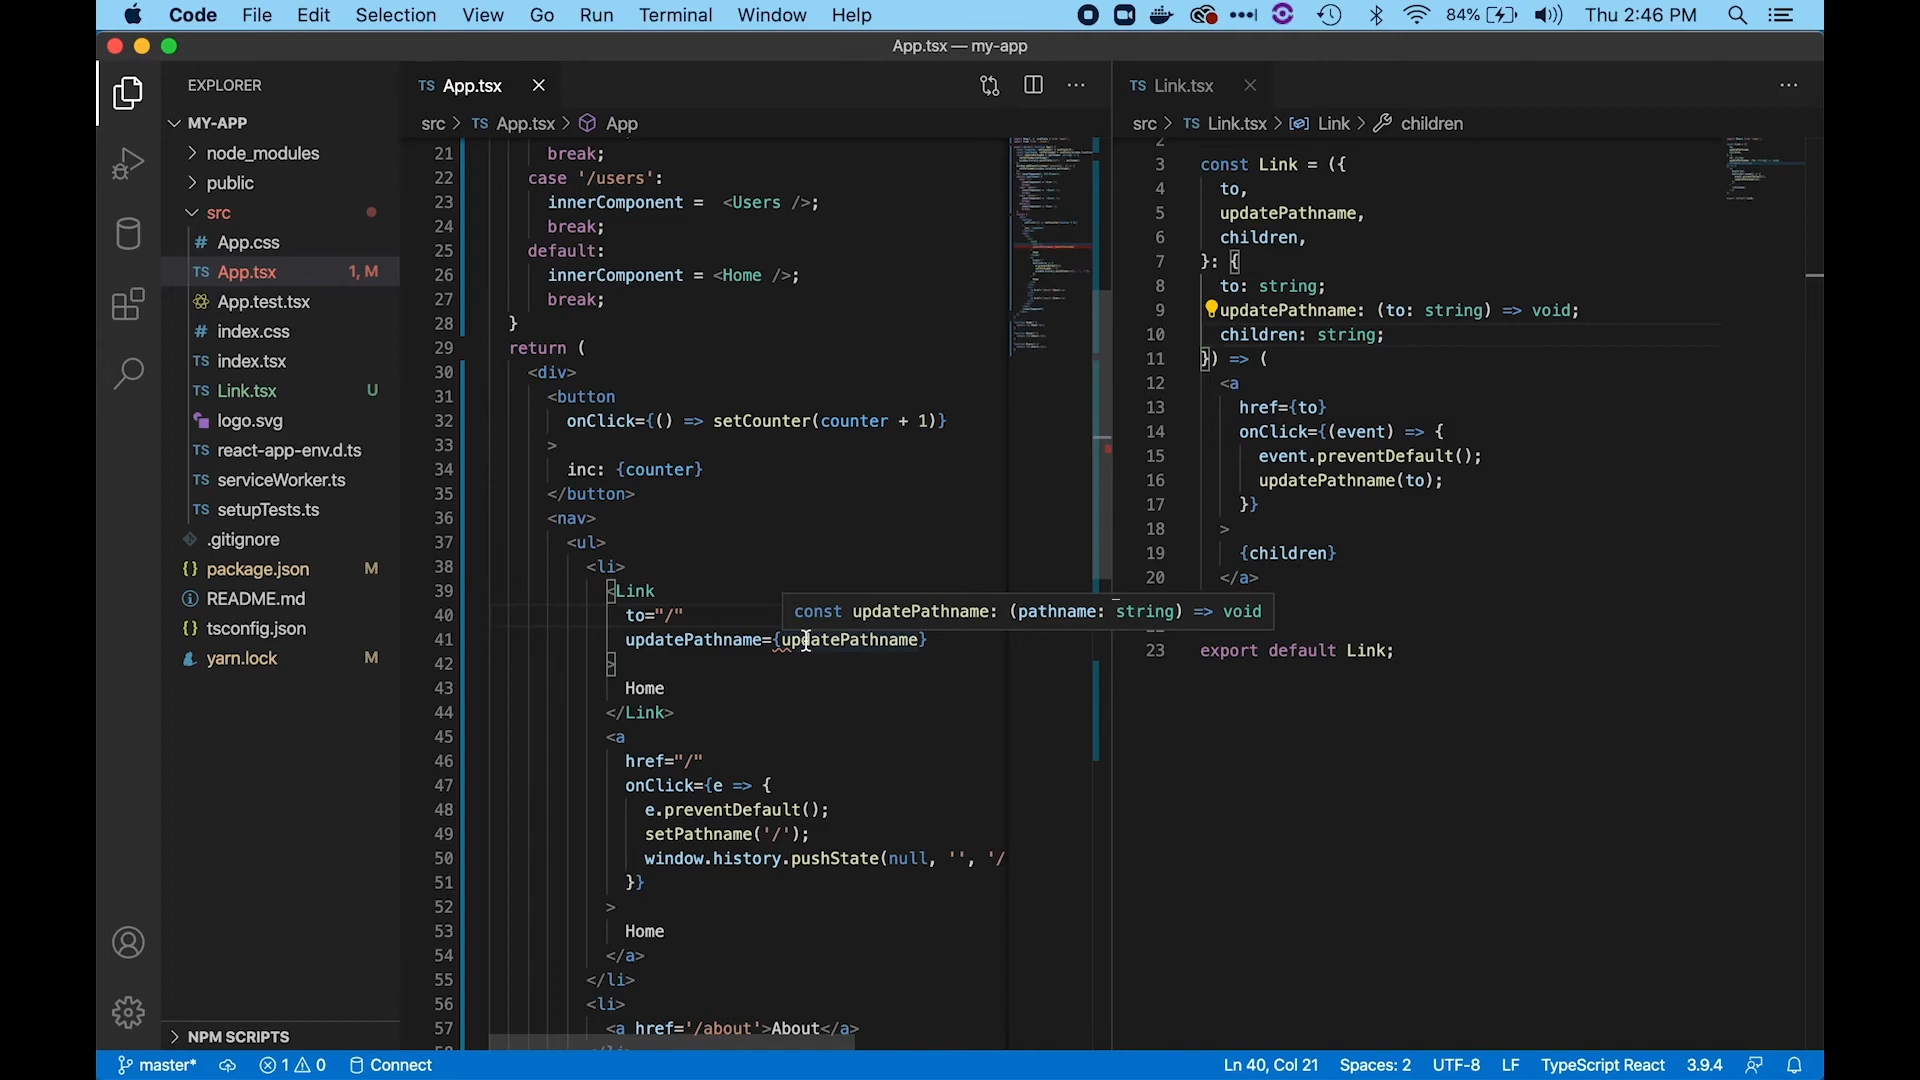 Code File Edit Selection View Go Run Terminal Window Help 84% Thu 2:46 PM
App.tsx — my-app
EXPLORER
MY-APP
node_modules
public
src
# App.css
TS App.tsx 1, M
App.test.tsx
# index.css
TS index.tsx
TS Link.tsx U
logo.svg
TS react-app-env.d.ts
TS serviceWorker.ts
TS setupTests.ts
.gitignore
{} package.json M
README.md
{} tsconfig.json
yarn.lock M
NPM SCRIPTS
TS App.tsx
src > TS App.tsx > App
21 break;
22 case '/users':
23 innerComponent =  <Users />;
24 break;
25 default:
26 innerComponent = <Home />;
27 break;
28 }
29 return (
30 <div>
31 <button
32 onClick={() => setCounter(counter + 1)}
33 >
34 inc: {counter}
35 </button>
36 <nav>
37 <ul>
38 <li>
39 <Link
40 to="/"
41 updatePathname={updatePathname}
42 >
43 Home
44 </Link>
45 <a
46 href="/"
47 onClick={e => {
48 e.preventDefault();
49 setPathname('/');
50 window.history.pushState(null, '', '/
51 }}
52 >
53 Home
54 </a>
55 </li>
56 <li>
57 <a href='/about'>About</a>
const updatePathname: (pathname: string) => void
TS Link.tsx
src > TS Link.tsx > Link > children
2
3 const Link = ({
4 to,
5 updatePathname,
6 children,
7 }: {
8 to: string;
9 updatePathname: (to: string) => void;
10 children: string;
11 }) => (
12 <a
13 href={to}
14 onClick={(event) => {
15 event.preventDefault();
16 updatePathname(to);
17 }}
18 >
19 {children}
20 </a>
23 export default Link;
master* 1 0 Connect Ln 40, Col 21 Spaces: 2 UTF-8 LF TypeScript React 3.9.4